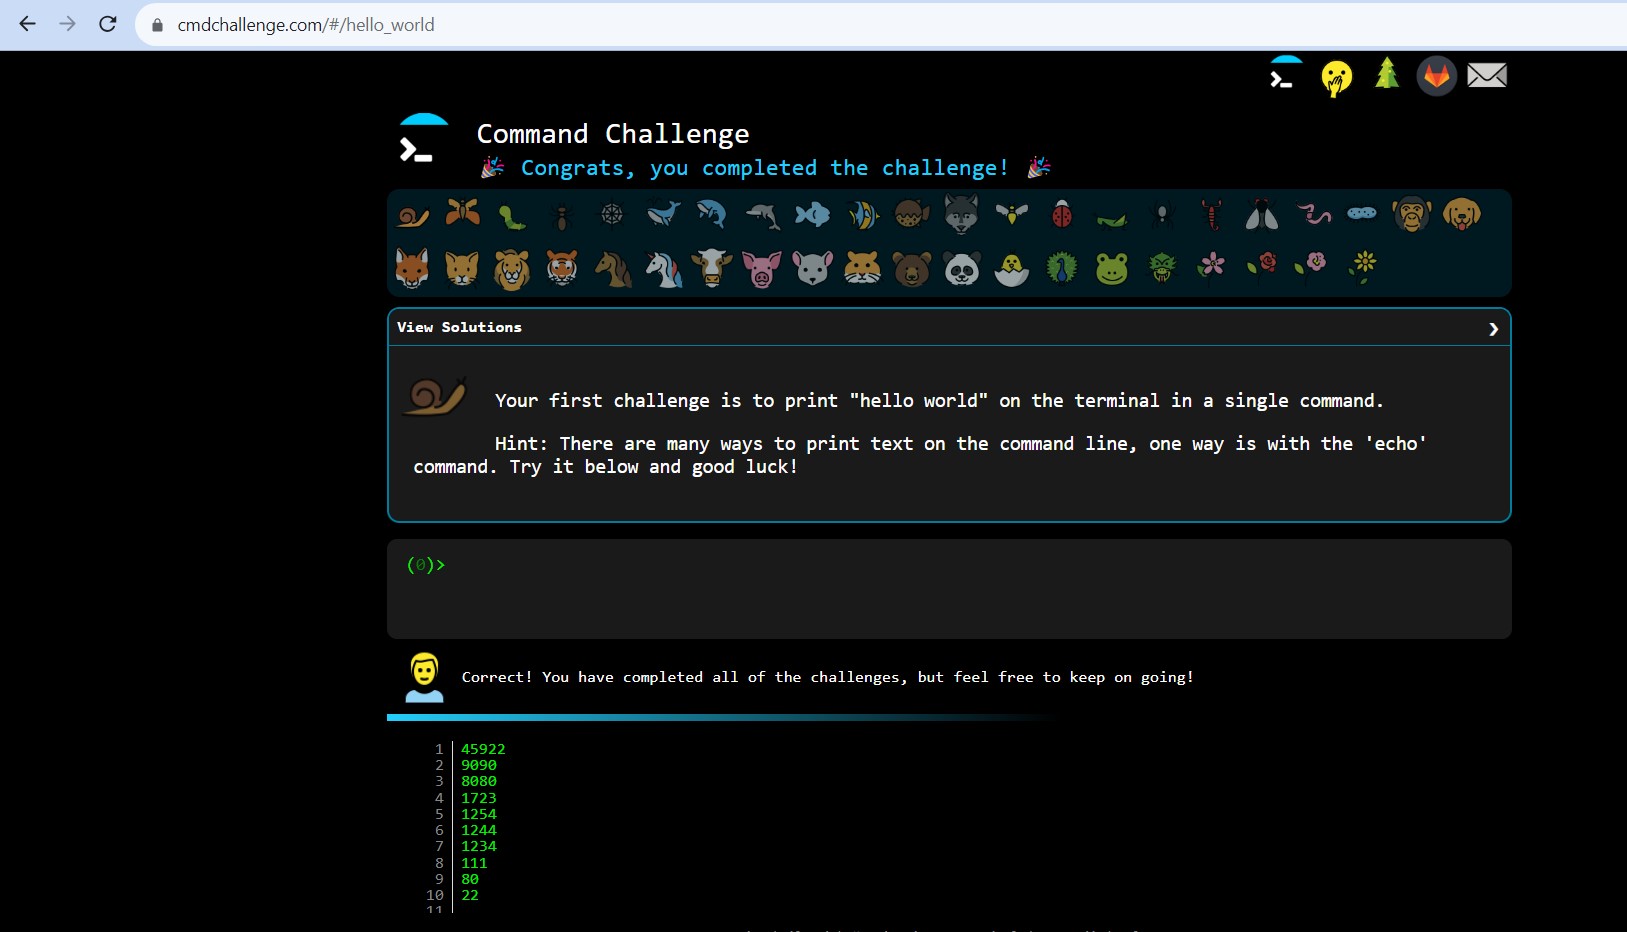 cmdchallenge.com/#/hello_world
Command Challenge
Congrats, you completed the challenge!
View Solutions
Your first challenge is to print "hello world" on the terminal in a single command.
Hint: There are many ways to print text on the command line, one way is with the 'echo'
command. Try it below and good luck!
(0)>
Correct! You have completed all of the challenges, but feel free to keep on going!
1 45922
2 9090
3 8080
4 1723
5 1254
6 1244
7 1234
8 111
9 80
10 22
11